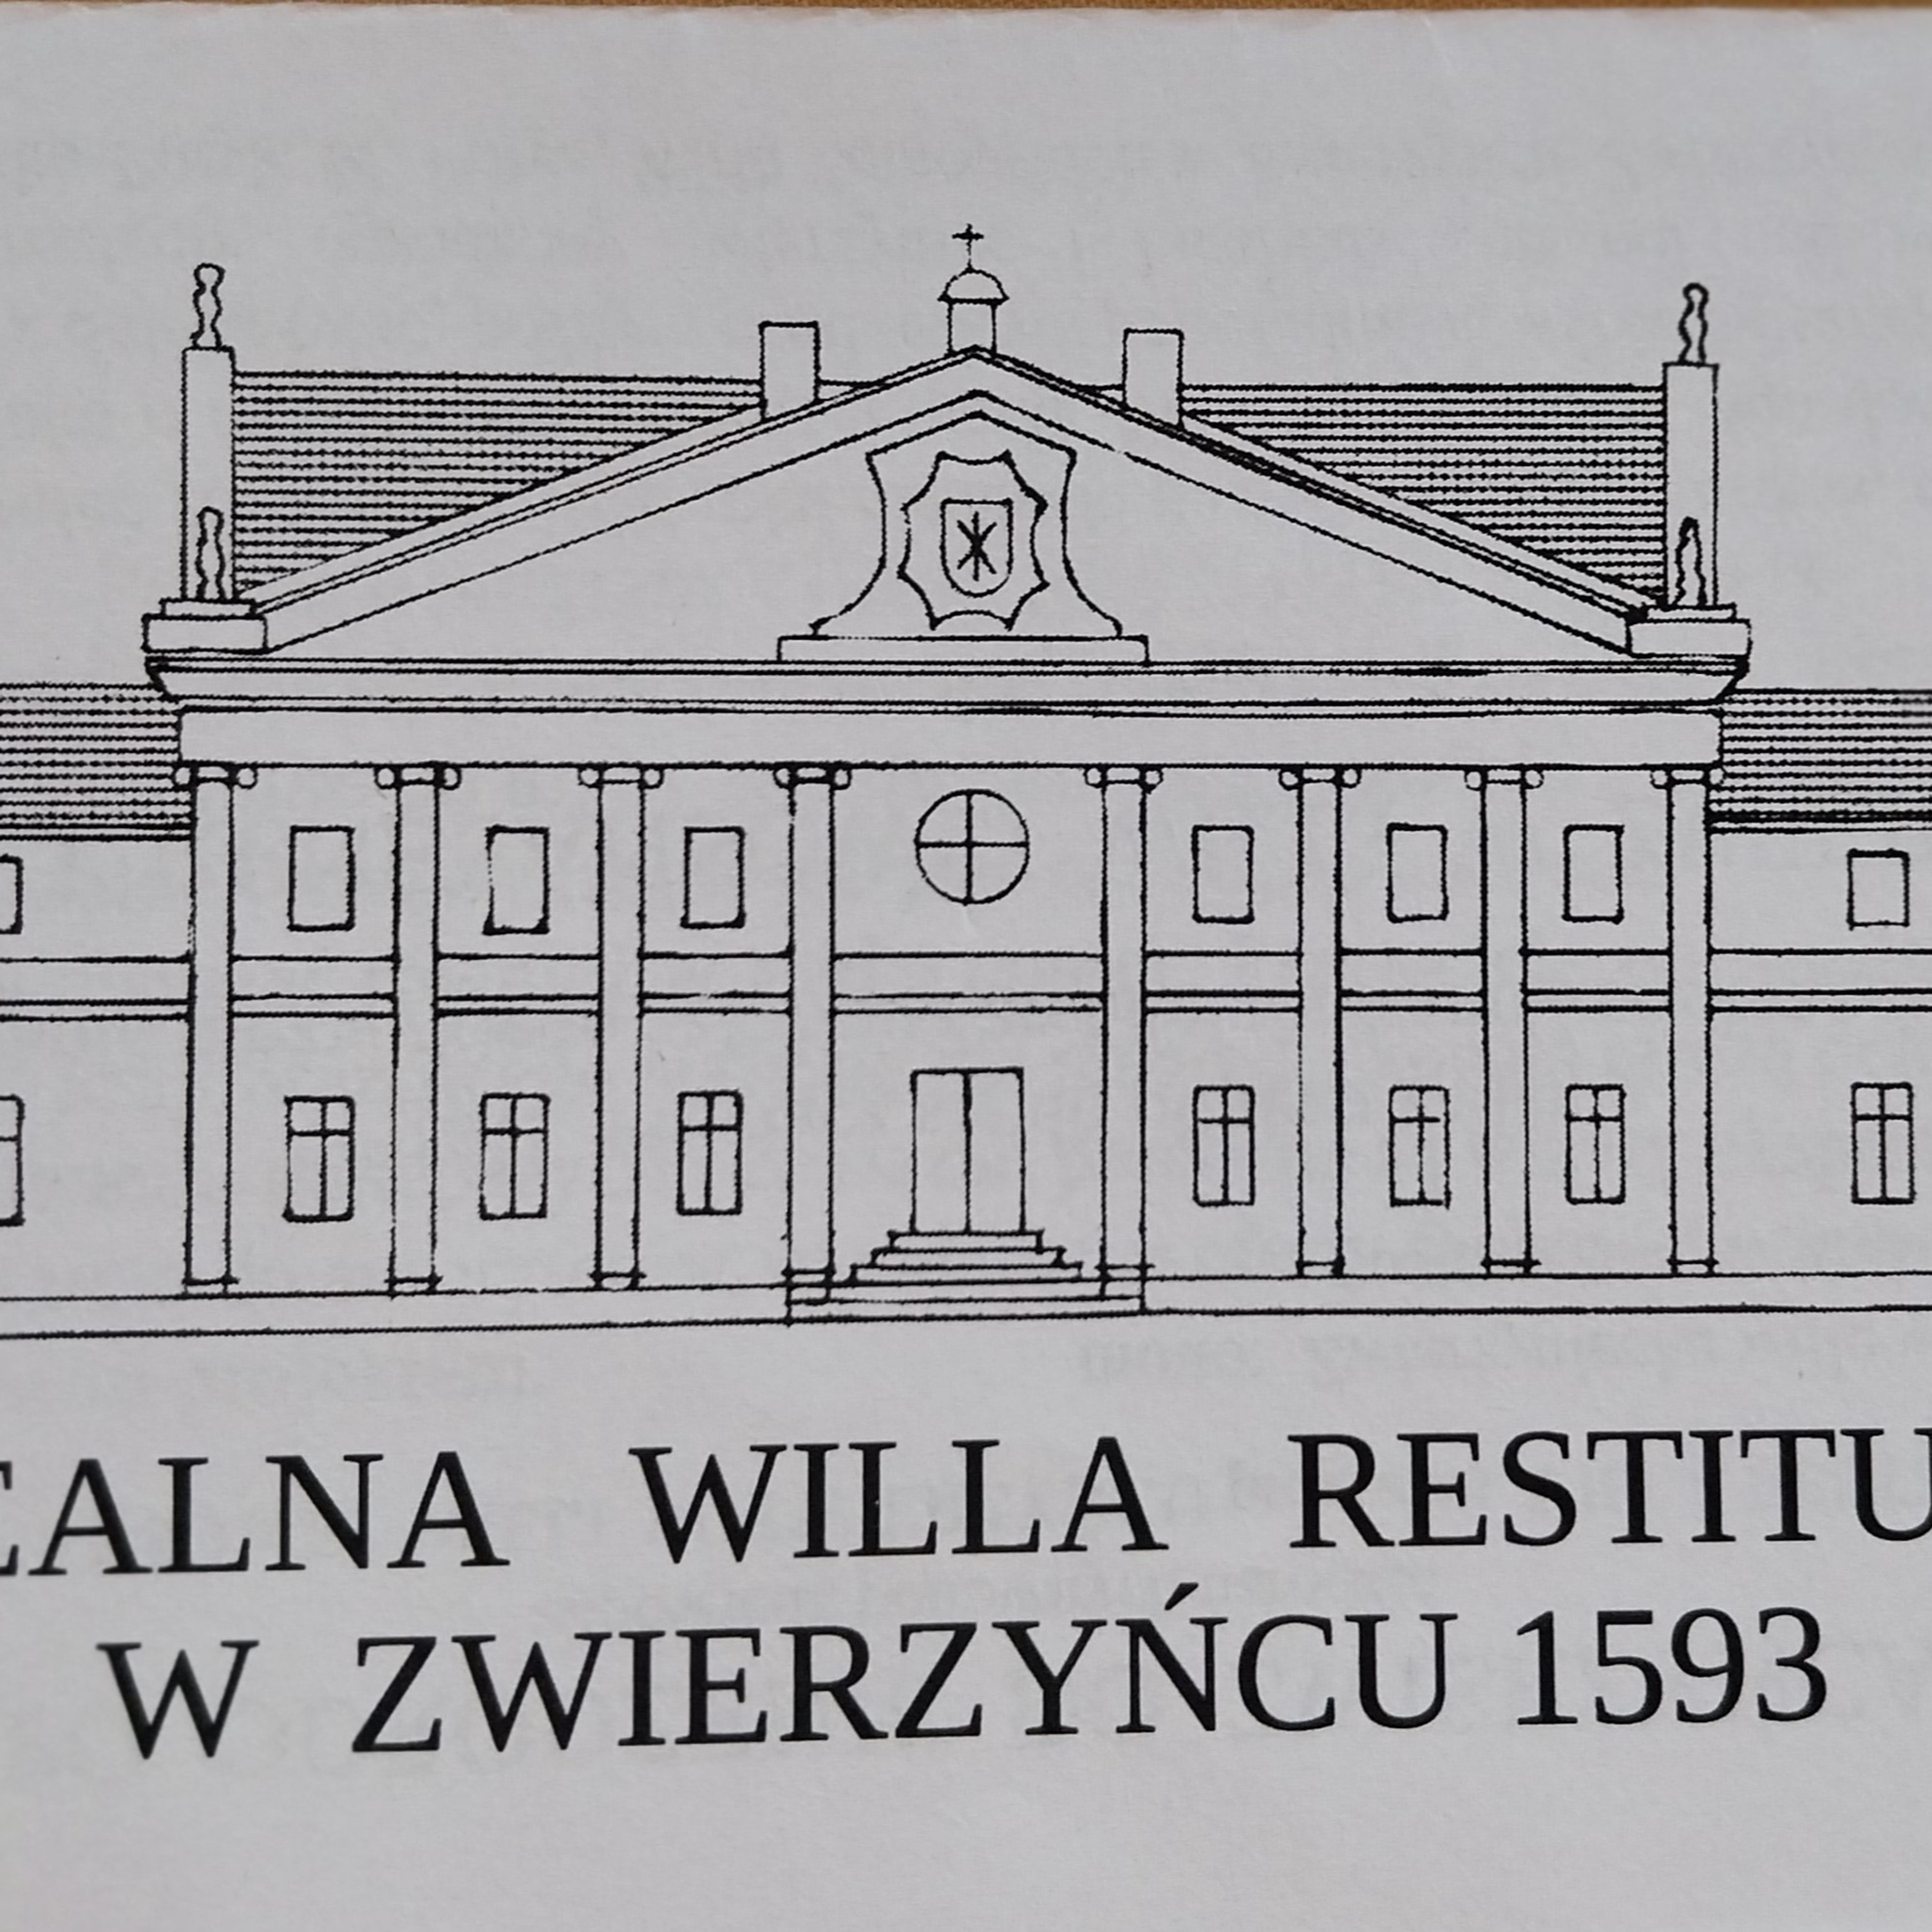 EALNA WILLA RESTITU
W ZWIERZYŃCU 1593